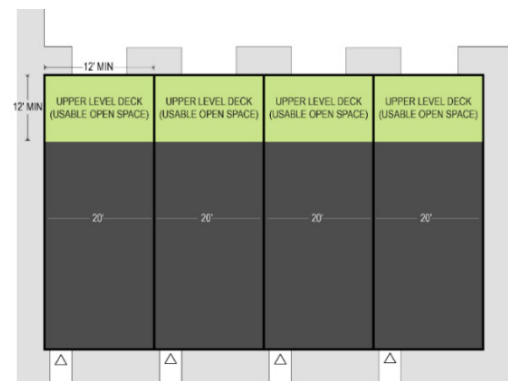 12' MIN
12' MIN
UPPER LEVEL DECK
(USABLE OPEN SPACE)
UPPER LEVEL DECK
(USABLE OPEN SPACE)
UPPER LEVEL DECK
(USABLE OPEN SPACE)
UPPER LEVEL DECK
(USABLE OPEN SPACE)
20'
20'
20'
20'